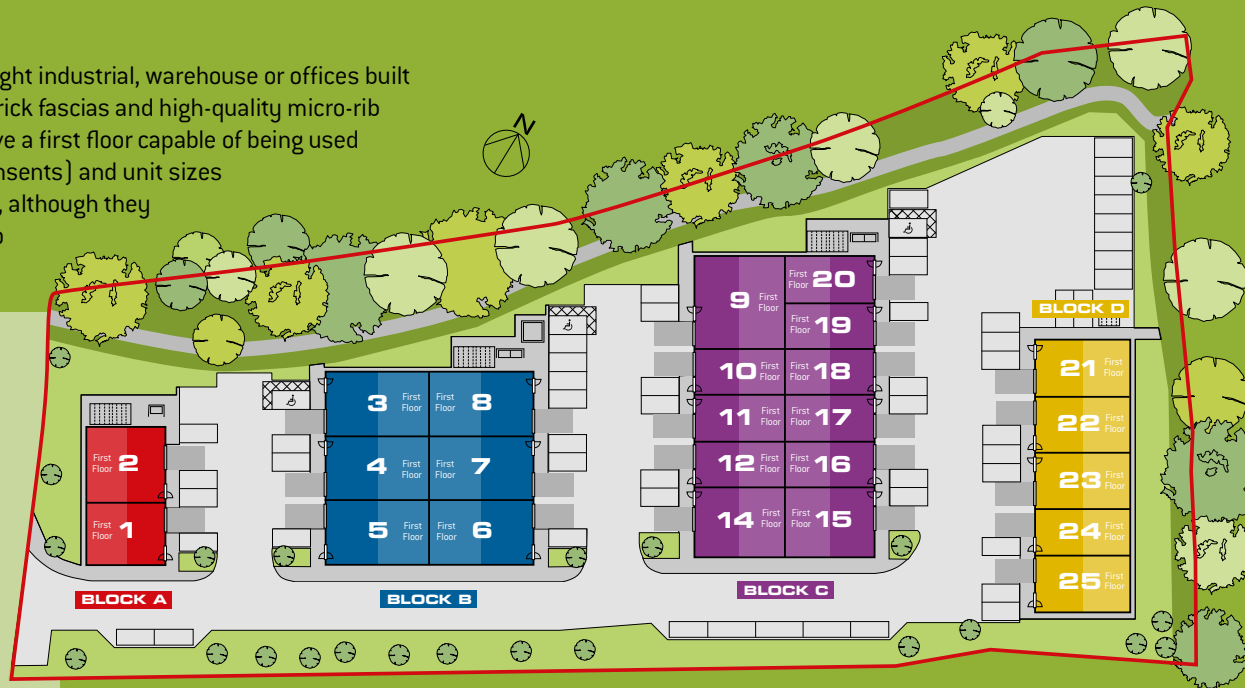 ght industrial, warehouse or offices built
rick fascias and high-quality micro-rib
ve a first floor capable of being used
nsents) and unit sizes
, although they
N
First
Floor
2
First
Floor
1
BLOCK A
3
First
Floor
First
Floor
8
4
First
Floor
First
Floor
7
5
First
Floor
First
Floor
6
BLOCK B
9
First
Floor
First
Floor
20
First
Floor
19
10
First
Floor
First
Floor
18
11
First
Floor
First
Floor
17
12
First
Floor
First
Floor
16
14
First
Floor
First
Floor
15
BLOCK C
BLOCK D
21
First
Floor
22
First
Floor
23
First
Floor
24
First
Floor
25
First
Floor